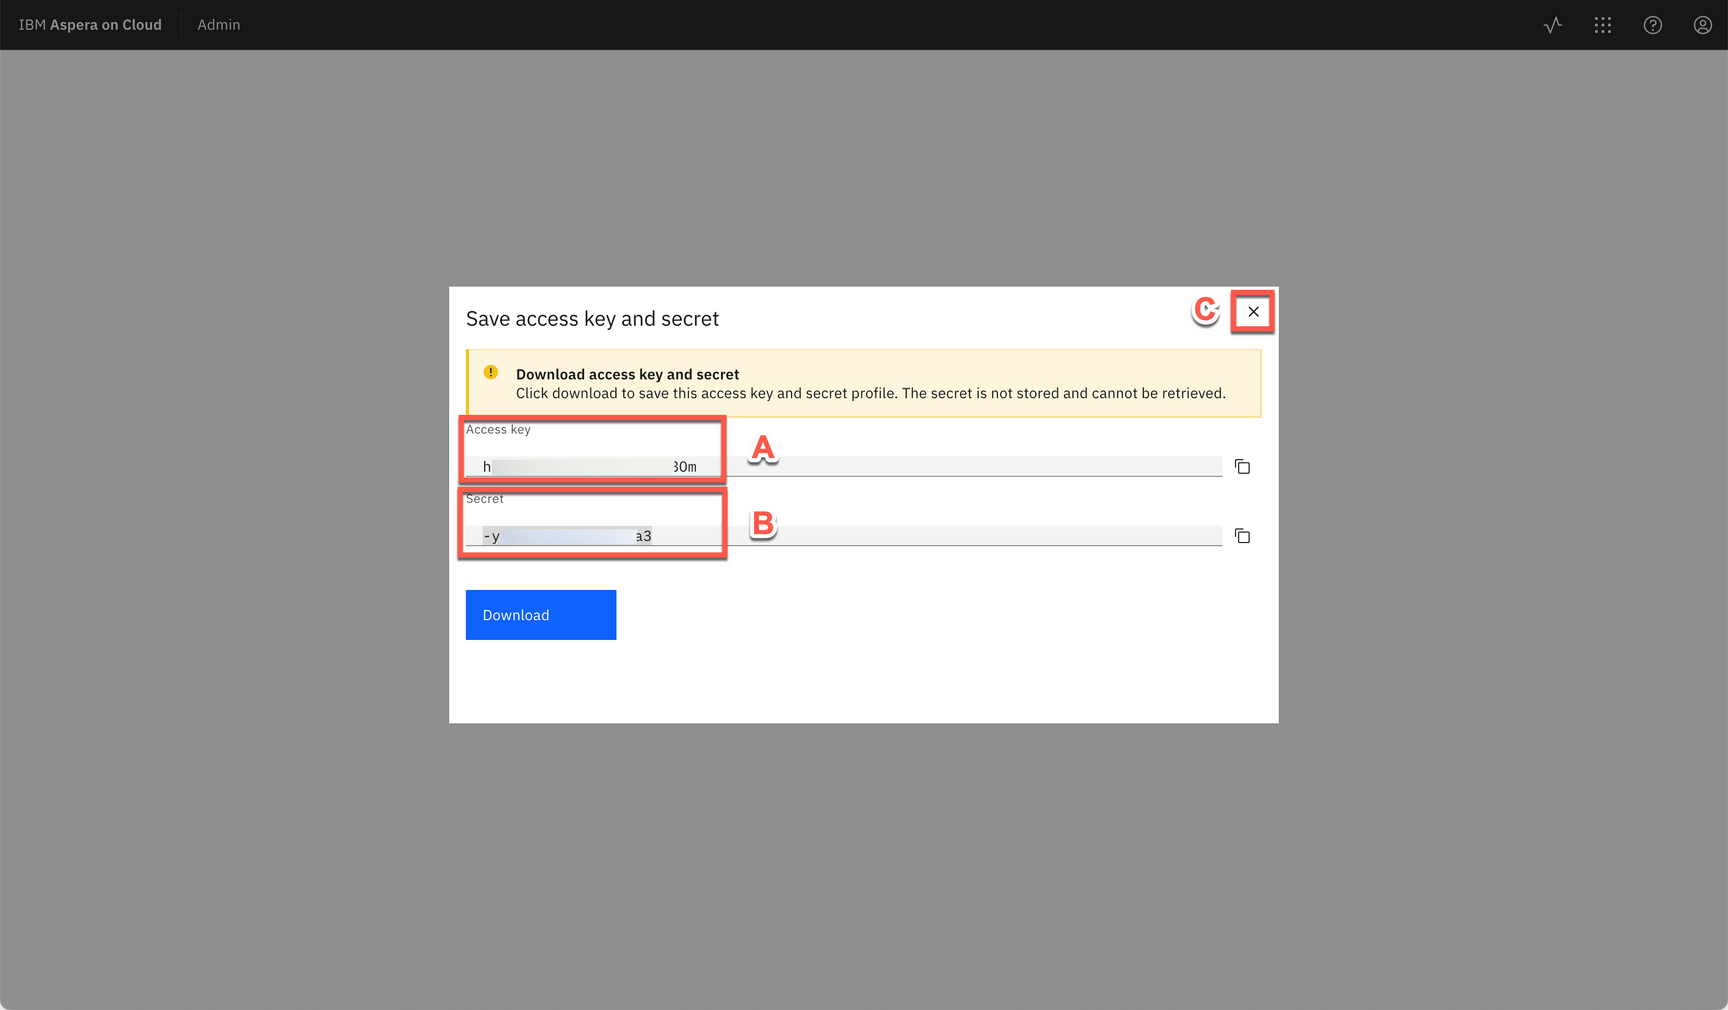 IBM Aspera on Cloud Admin
Save access key and secret
C
Download access key and secret
Click download to save this access key and secret profile. The secret is not stored and cannot be retrieved.
Access key
A
h 30m
Secret
B
-y a3
Download